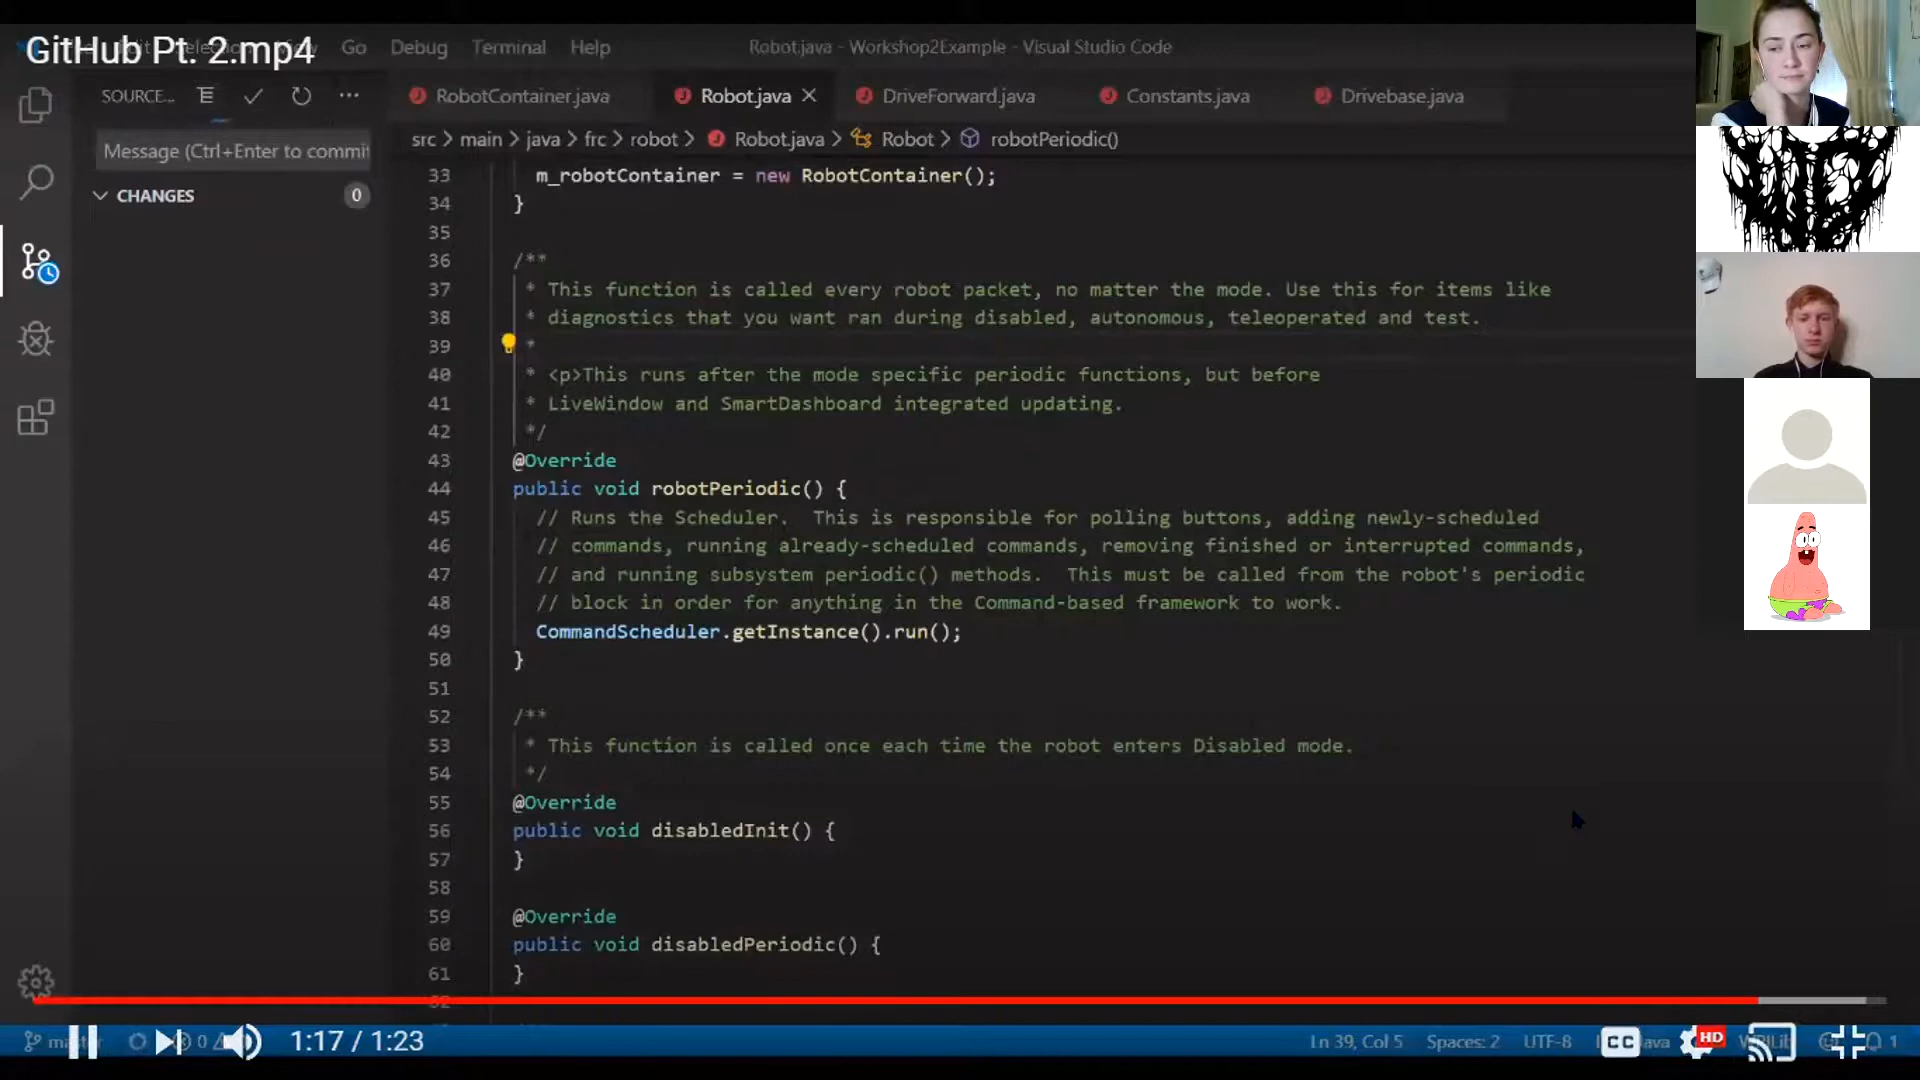 GitHub Pt. 2.mp4
Go Debug Terminal Help
Robot.java - Workshop2Example - Visual Studio Code
SOURCE...
RobotContainer.java
Robot.java
DriveForward.java
Constants.java
Drivebase.java
src > main > java > frc > robot > Robot.java > Robot > robotPeriodic()
Message (Ctrl+Enter to commit
CHANGES 0
33 m_robotContainer = new RobotContainer();
34 }
35
36 /**
37 * This function is called every robot packet, no matter the mode. Use this for items like
38 * diagnostics that you want ran during disabled, autonomous, teleoperated and test.
39 *
40 * <p>This runs after the mode specific periodic functions, but before
41 * LiveWindow and SmartDashboard integrated updating.
42 */
43 @Override
44 public void robotPeriodic() {
45 // Runs the Scheduler.  This is responsible for polling buttons, adding newly-scheduled
46 // commands, running already-scheduled commands, removing finished or interrupted commands,
47 // and running subsystem periodic() methods.  This must be called from the robot's periodic
48 // block in order for anything in the Command-based framework to work.
49 CommandScheduler.getInstance().run();
50 }
51
52 /**
53 * This function is called once each time the robot enters Disabled mode.
54 */
55 @Override
56 public void disabledInit() {
57 }
58
59 @Override
60 public void disabledPeriodic() {
61 }
0
1:17 / 1:23
Ln 39, Col 5
Spaces: 2
UTF-8
CC
HD
1